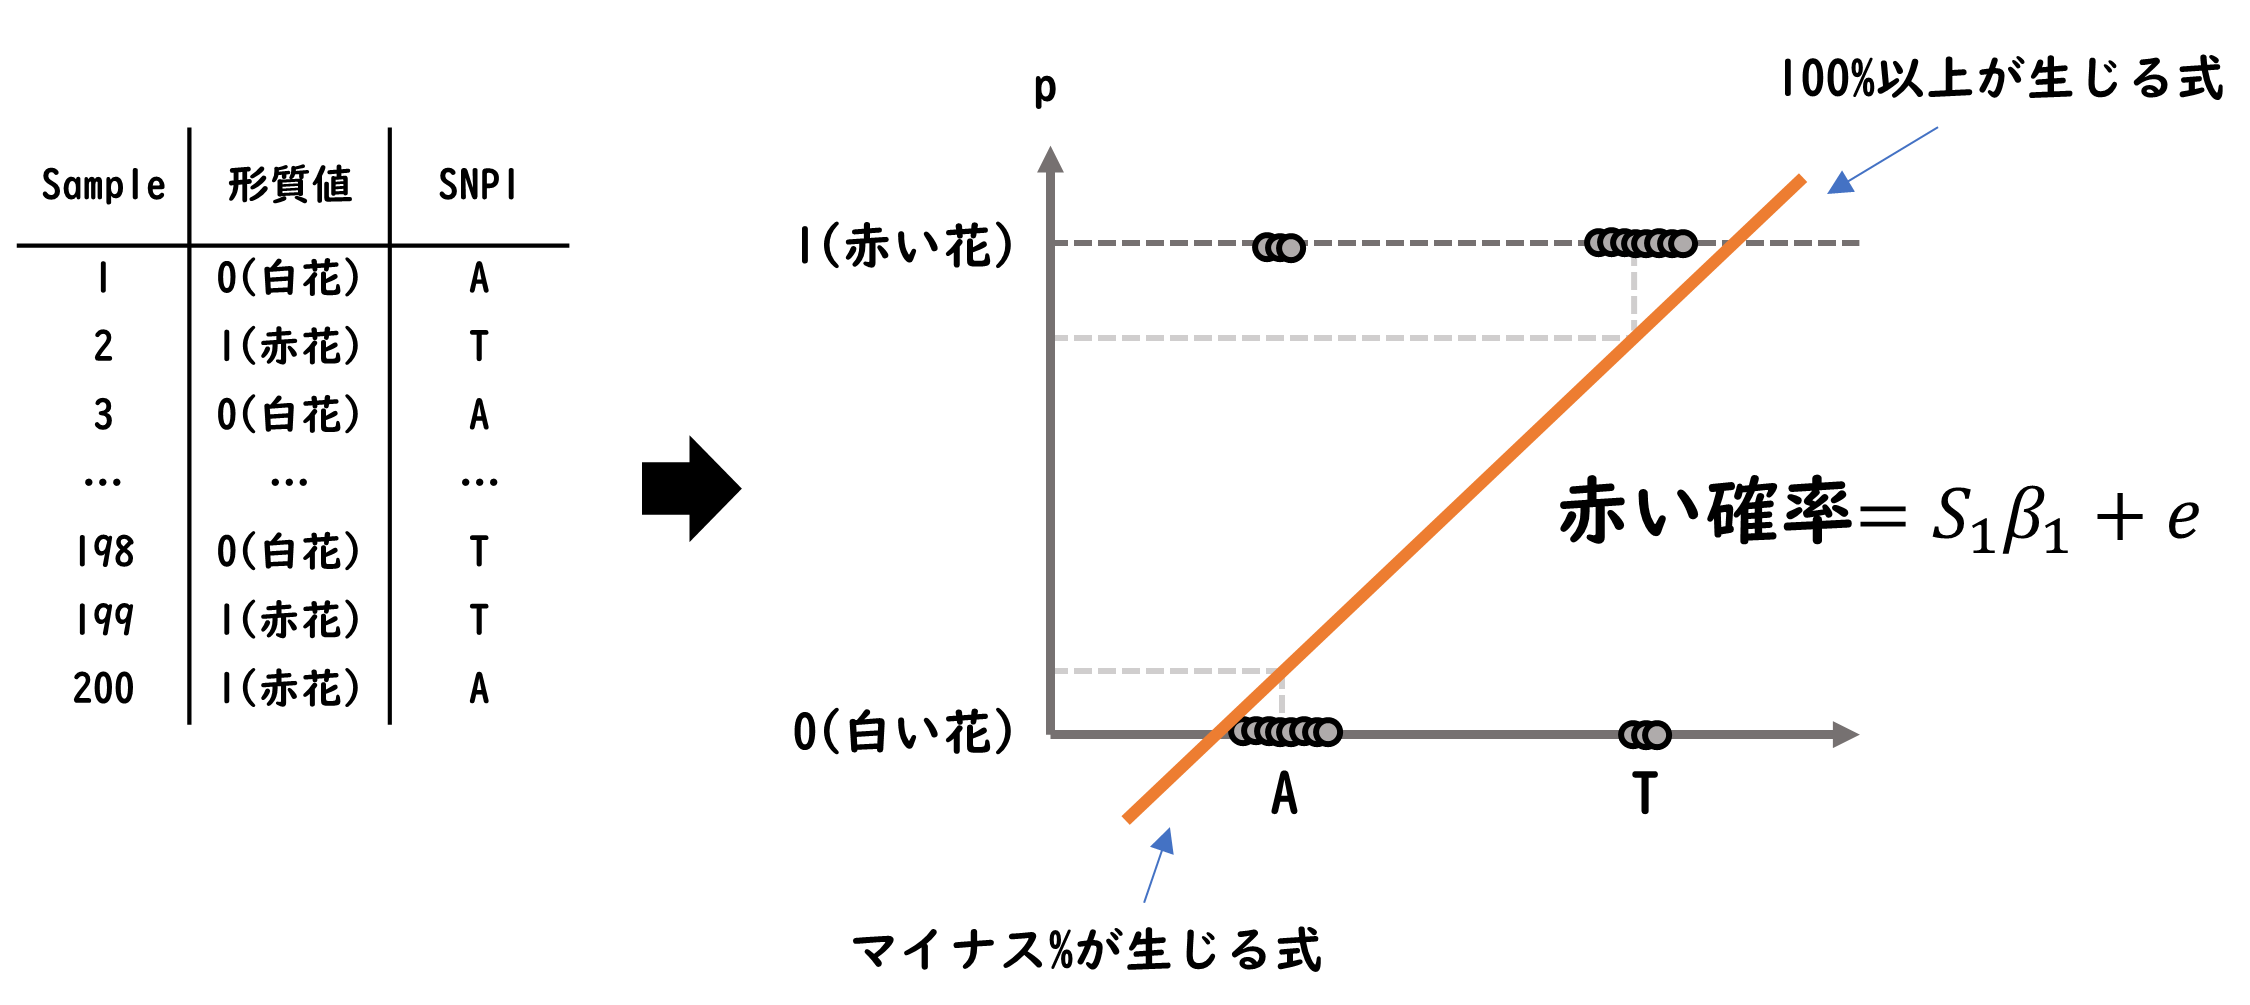 Sample 形質値 SNP1
1 0(白花) A
2 1(赤花) T
3 0(白花) A
… … …
198 0(白花) T
199 1(赤花) T
200 1(赤花) A
p
100%以上が生じる式
1(赤い花)
赤い確率= S₁β₁ + e
0(白い花)
A T
マイナス%が生じる式